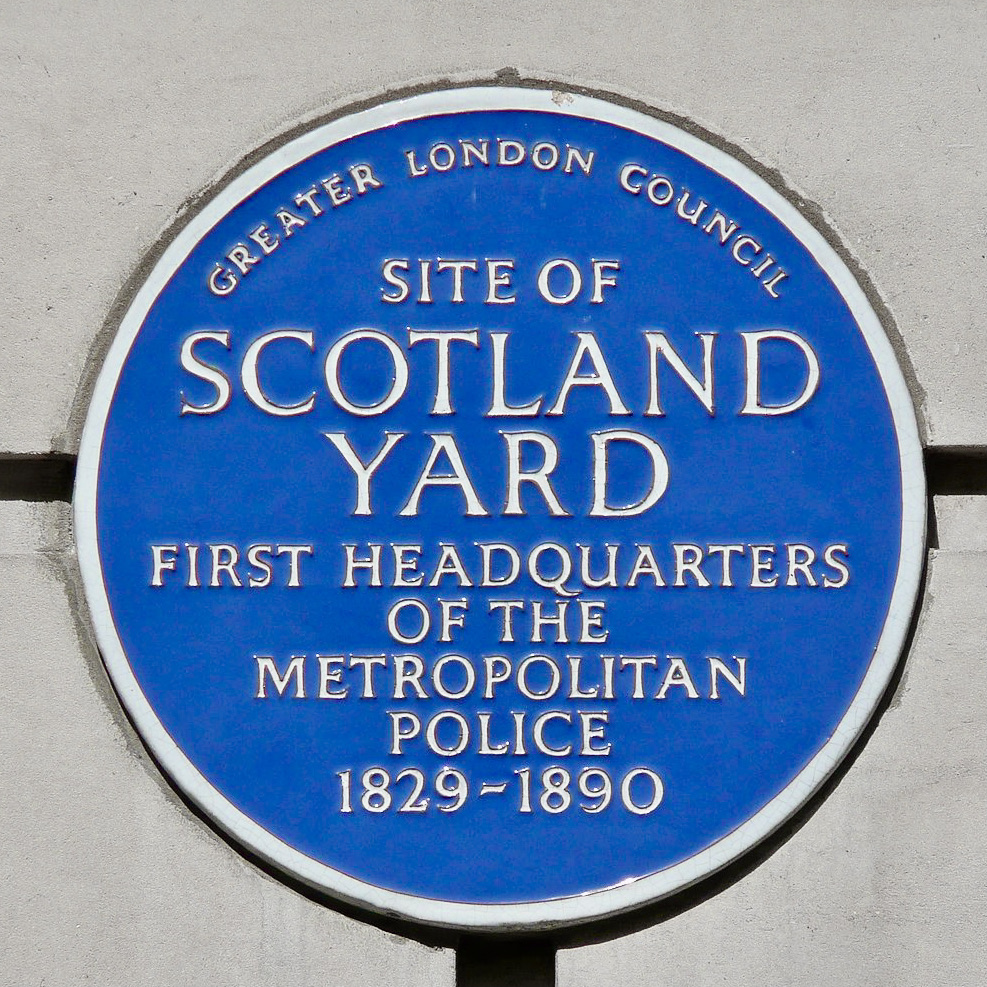 GREATER LONDON COUNCIL
SITE OF
SCOTLAND
YARD
FIRST HEADQUARTERS
OF THE
METROPOLITAN
POLICE
1829-1890